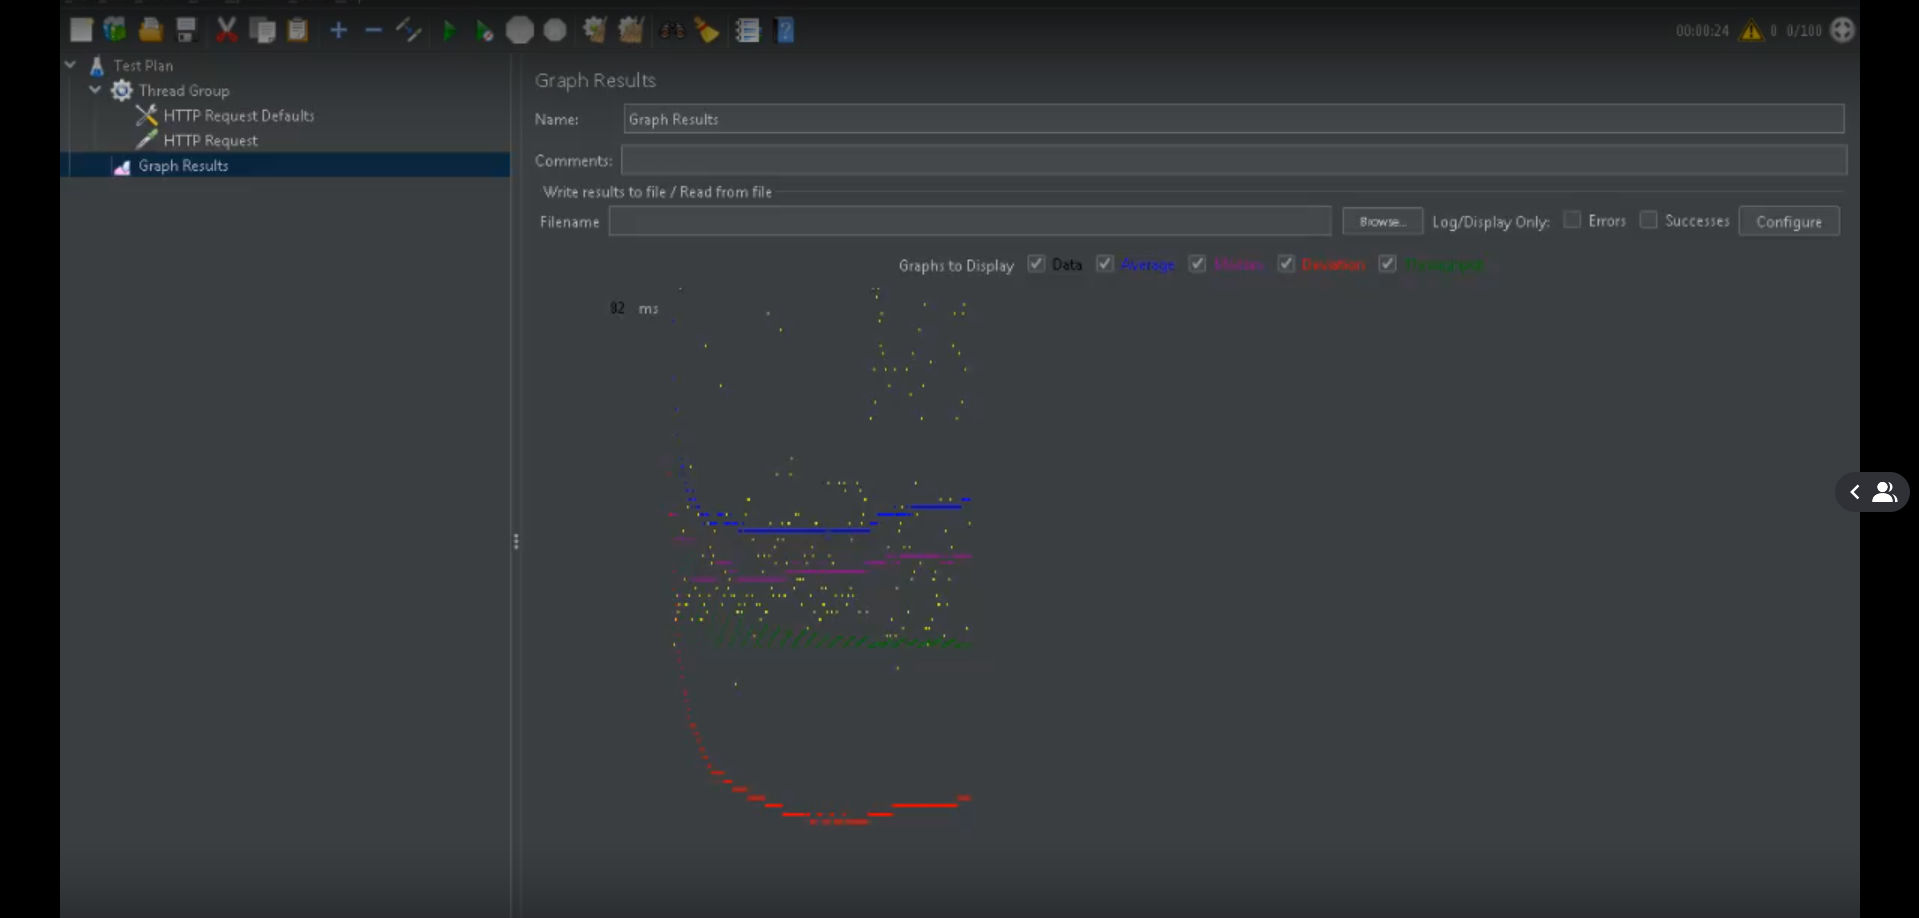 00:00:24 0 0/100
Test Plan
Thread Group
HTTP Request Defaults
HTTP Request
Graph Results
Graph Results
Name: Graph Results
Comments:
Write results to file / Read from file
Filename Browse... Log/Display Only: Errors Successes Configure
Graphs to Display Data Average Median Deviation Throughput
82 ms